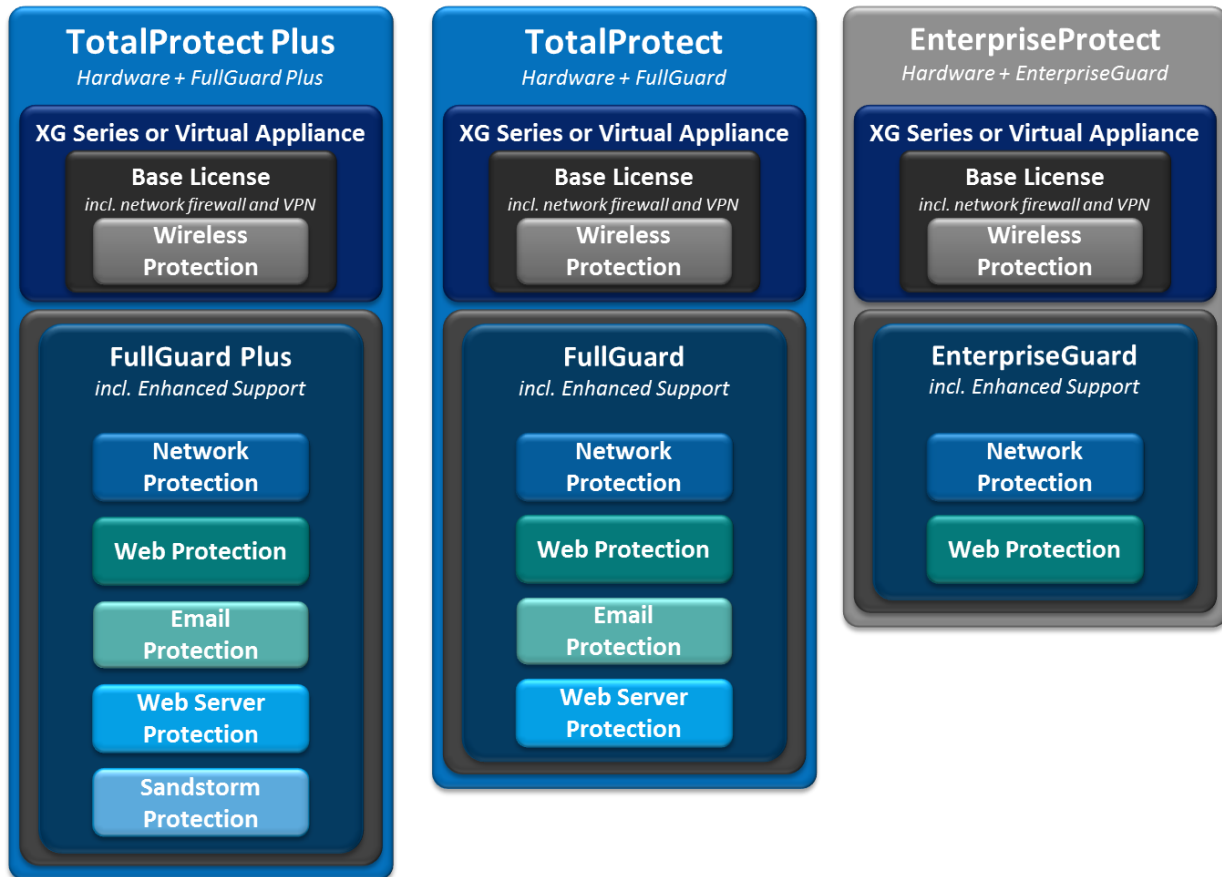 TotalProtect Plus
Hardware + FullGuard Plus
XG Series or Virtual Appliance
Base License
incl. network firewall and VPN
Wireless
Protection
FullGuard Plus
incl. Enhanced Support
Network
Protection
Web Protection
Email
Protection
Web Server
Protection
Sandstorm
Protection
TotalProtect
Hardware + FullGuard
XG Series or Virtual Appliance
Base License
incl. network firewall and VPN
Wireless
Protection
FullGuard
incl. Enhanced Support
Network
Protection
Web Protection
Email
Protection
Web Server
Protection
EnterpriseProtect
Hardware + EnterpriseGuard
XG Series or Virtual Appliance
Base License
incl. network firewall and VPN
Wireless
Protection
EnterpriseGuard
incl. Enhanced Support
Network
Protection
Web Protection